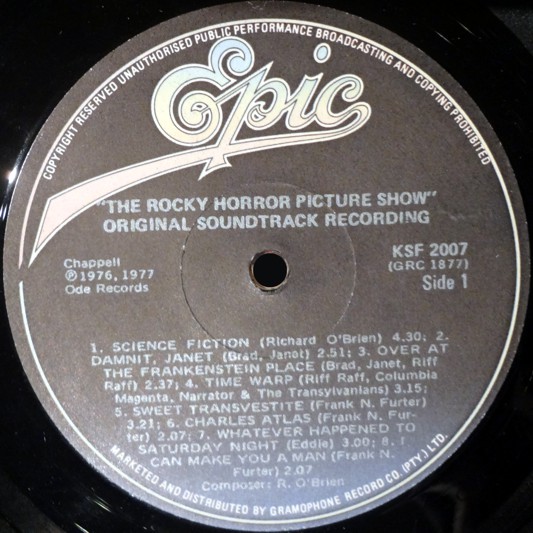 COPYRIGHT RESERVED UNAUTHORISED PUBLIC PERFORMANCE BROADCASTING AND COPYING PROHIBITED
Epic
"THE ROCKY HORROR PICTURE SHOW"
ORIGINAL SOUNDTRACK RECORDING
Chappell
℗ 1976, 1977
Ode Records
KSF 2007
(GRC 1877)
Side 1
1. SCIENCE FICTION (Richard O'Brien) 4.30; 2.
DAMNIT, JANET (Brad, Janet) 2.51; 3. OVER AT
THE FRANKENSTEIN PLACE (Brad, Janet, Riff
Raff) 2.37; 4. TIME WARP (Riff Raff, Columbia
Magenta, Narrator & The Transylvanians) 3.15;
5. SWEET TRANSVESTITE (Frank N. Furter)
3.21; 6. CHARLES ATLAS (Frank N. Fur-
ter) 2.07; 7. WHATEVER HAPPENED TO
SATURDAY NIGHT (Eddie) 3.00; 8. I
CAN MAKE YOU A MAN (Frank N.
Furter) 2.07
Composer: R. O'Brien
MARKETED AND DISTRIBUTED BY GRAMOPHONE RECORD CO. (PTY) LTD.